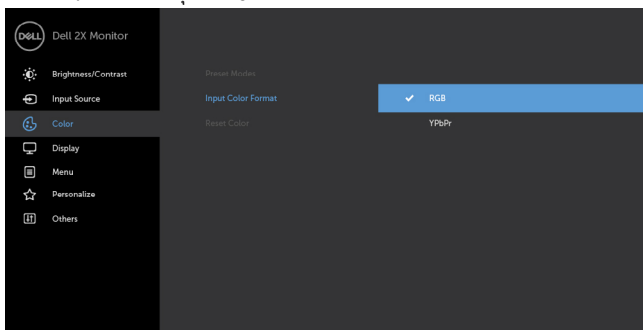 DELL
Dell 2X Monitor
Brightness/Contrast
Input Source
Color
Display
Menu
Personalize
Others
Preset Modes
Input Color Format
Reset Color
RGB
YPbPr